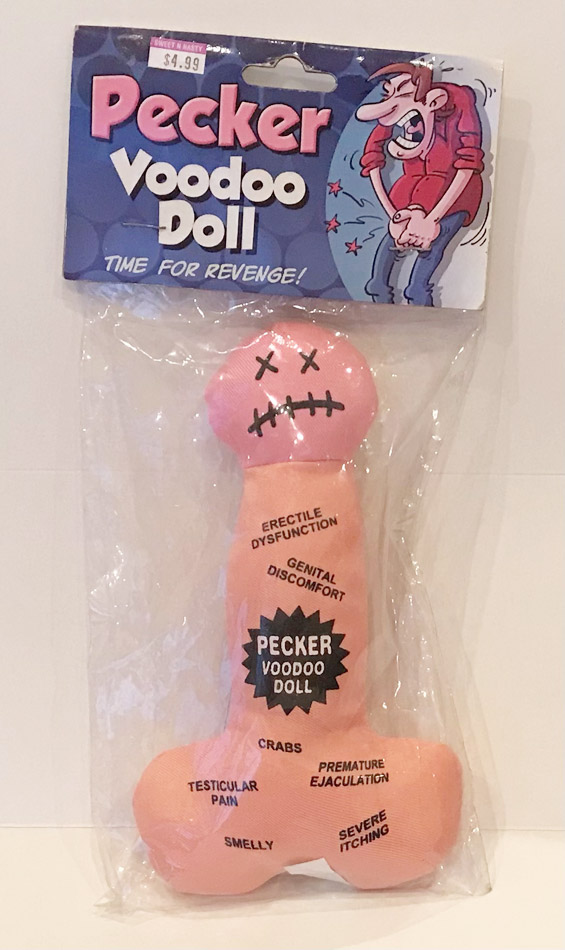 SWEET N NASTY
$4.99
Pecker
Voodoo
Doll
TIME FOR REVENGE!
ERECTILE
DYSFUNCTION
GENITAL
DISCOMFORT
PECKER
VOODOO
DOLL
CRABS
PREMATURE
EJACULATION
TESTICULAR
PAIN
SMELLY
SEVERE
ITCHING